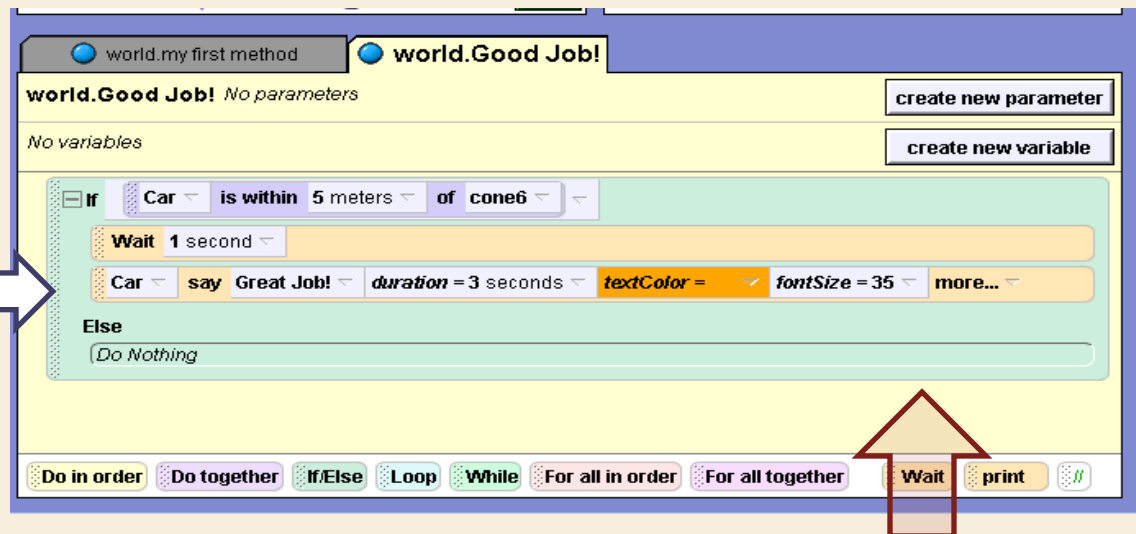 world.my first method world.Good Job!
world.Good Job! No parameters create new parameter
No variables create new variable
If Car is within 5 meters of cone6
Wait 1 second
Car say Great Job! duration = 3 seconds textColor = fontSize = 35 more...
Else
(Do Nothing
Do in order Do together If/Else Loop While For all in order For all together Wait print //